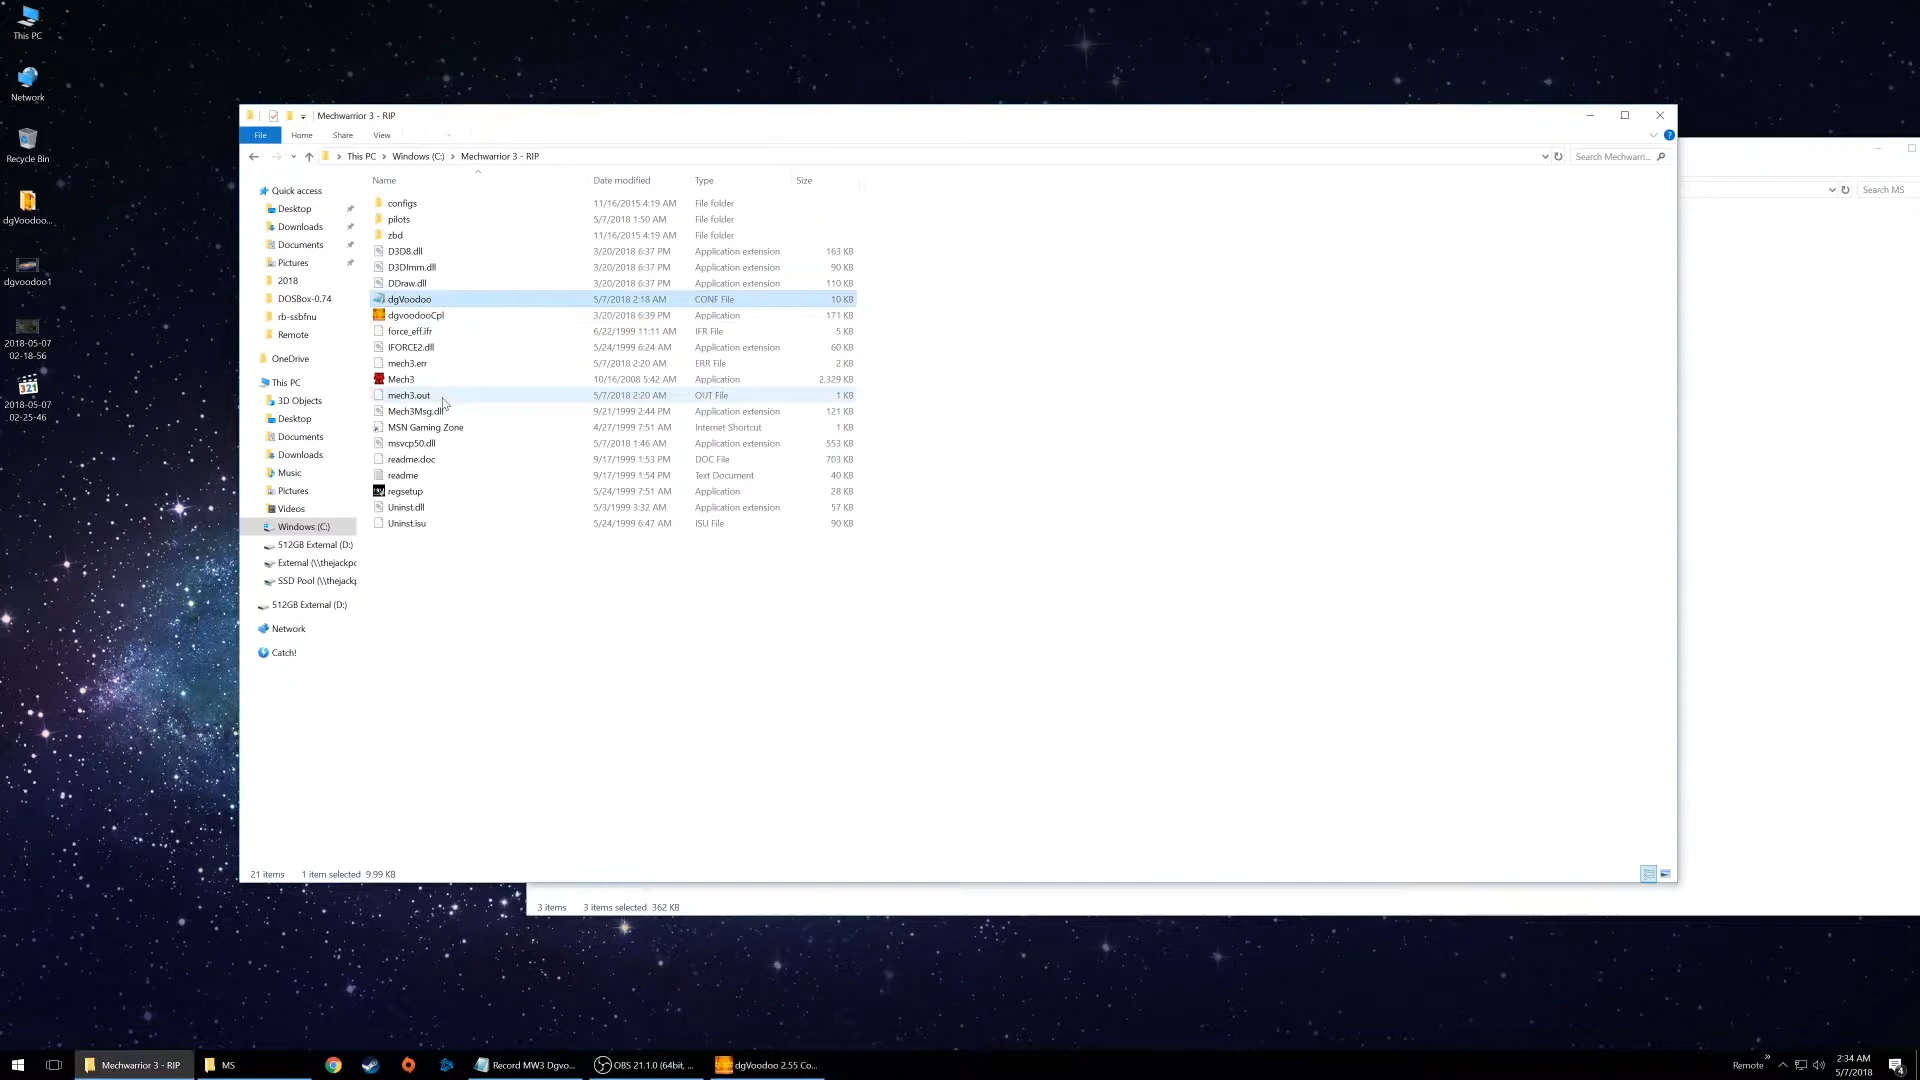 This PC
Network
Recycle Bin
dgVoodoo...
dgvoodoo1
2018-05-07
02-18-56
2018-05-07
02-25-46
Mechwarrior 3 - RIP
File Home Share View
This PC > Windows (C:) > Mechwarrior 3 - RIP
Search Mechwarri...
Search MS
Quick access
Desktop
Downloads
Documents
Pictures
2018
DOSBox-0.74
rb-ssbfnu
Remote
OneDrive
This PC
3D Objects
Desktop
Documents
Downloads
Music
Pictures
Videos
Windows (C:)
512GB External (D:)
External (\\thejackpc
SSD Pool (\\thejackp
512GB External (D:)
Network
Catch!
Name Date modified Type Size
configs 11/16/2015 4:19 AM File folder
pilots 5/7/2018 1:50 AM File folder
zbd 11/16/2015 4:19 AM File folder
D3D8.dll 3/20/2018 6:37 PM Application extension 163 KB
D3DImm.dll 3/20/2018 6:37 PM Application extension 90 KB
DDraw.dll 3/20/2018 6:37 PM Application extension 110 KB
dgVoodoo 5/7/2018 2:18 AM CONF File 10 KB
dgvoodooCpl 3/20/2018 6:39 PM Application 171 KB
force_eff.ifr 6/22/1999 11:11 AM IFR File 5 KB
IFORCE2.dll 5/24/1999 6:24 AM Application extension 60 KB
mech3.err 5/7/2018 2:20 AM ERR File 2 KB
Mech3 10/16/2008 5:42 AM Application 2,329 KB
mech3.out 5/7/2018 2:20 AM OUT File 1 KB
Mech3Msg.dll 9/21/1999 2:44 PM Application extension 121 KB
MSN Gaming Zone 4/27/1999 7:51 AM Internet Shortcut 1 KB
msvcp50.dll 5/7/2018 1:46 AM Application extension 553 KB
readme.doc 9/17/1999 1:53 PM DOC File 703 KB
readme 9/17/1999 1:54 PM Text Document 40 KB
regsetup 5/24/1999 7:51 AM Application 28 KB
Uninst.dll 5/3/1999 3:32 AM Application extension 57 KB
Uninst.isu 5/24/1999 6:47 AM ISU File 90 KB
21 items 1 item selected 9.99 KB
3 items 3 items selected 362 KB
Mechwarrior 3 - RIP
MS
Record MW3 Dgvo...
OBS 21.1.0 (64bit, ...
dgVoodoo 2.55 Co...
Remote
2:34 AM
5/7/2018
4